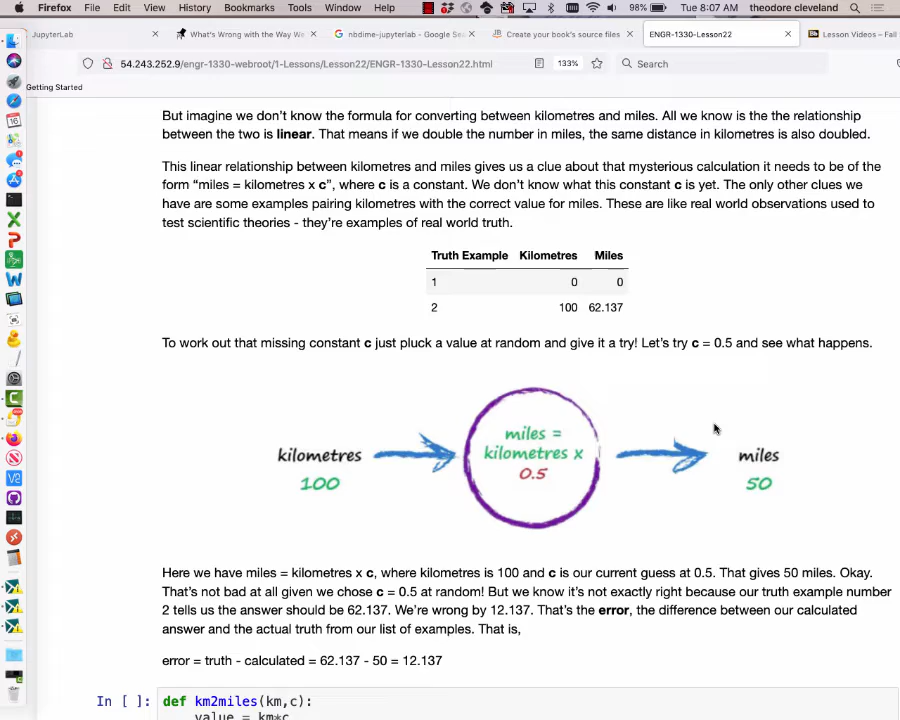 Firefox File Edit View History Bookmarks Tools Window Help 98% Tue 8:07 AM theodore cleveland
JupyterLab What's Wrong with the Way We nbdime-jupyterlab - Google Sea Create your book's source files ENGR-1330-Lesson22 Lesson Videos – Fall
54.243.252.9/engr-1330-webroot/1-Lessons/Lesson22/ENGR-1330-Lesson22.html 133% Search
Getting Started
But imagine we don't know the formula for converting between kilometres and miles. All we know is the the relationship
between the two is linear. That means if we double the number in miles, the same distance in kilometres is also doubled.
This linear relationship between kilometres and miles gives us a clue about that mysterious calculation it needs to be of the
form "miles = kilometres x c", where c is a constant. We don't know what this constant c is yet. The only other clues we
have are some examples pairing kilometres with the correct value for miles. These are like real world observations used to
test scientific theories - they're examples of real world truth.
Truth Example Kilometres Miles
1 0 0
2 100 62.137
To work out that missing constant c just pluck a value at random and give it a try! Let's try c = 0.5 and see what happens.
miles =
kilometres kilometres x miles
100 0.5 50
Here we have miles = kilometres x c, where kilometres is 100 and c is our current guess at 0.5. That gives 50 miles. Okay.
That's not bad at all given we chose c = 0.5 at random! But we know it's not exactly right because our truth example number
2 tells us the answer should be 62.137. We're wrong by 12.137. That's the error, the difference between our calculated
answer and the actual truth from our list of examples. That is,
error = truth - calculated = 62.137 - 50 = 12.137
In [ ]: def km2miles(km,c):
value = km*c